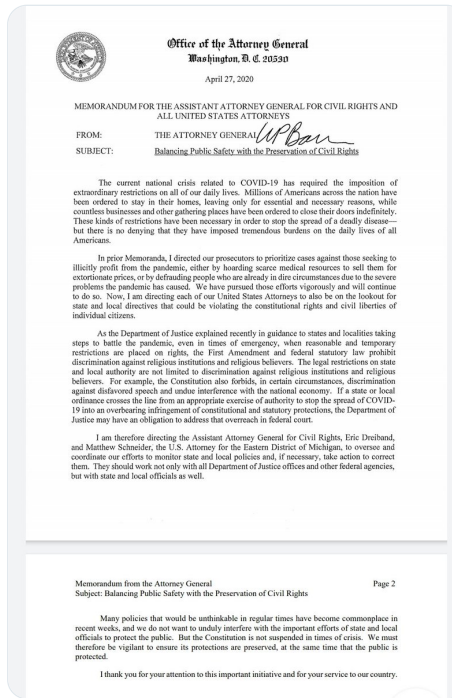 Office of the Attorney General
Washington, D. C. 20530
April 27, 2020
MEMORANDUM FOR THE ASSISTANT ATTORNEY GENERAL FOR CIVIL RIGHTS AND
ALL UNITED STATES ATTORNEYS
FROM: THE ATTORNEY GENERAL WPBarr
SUBJECT: Balancing Public Safety with the Preservation of Civil Rights
The current national crisis related to COVID-19 has required the imposition of
extraordinary restrictions on all of our daily lives. Millions of Americans across the nation have
been ordered to stay in their homes, leaving only for essential and necessary reasons, while
countless businesses and other gathering places have been ordered to close their doors indefinitely.
These kinds of restrictions have been necessary in order to stop the spread of a deadly disease—
but there is no denying that they have imposed tremendous burdens on the daily lives of all
Americans.
In prior Memoranda, I directed our prosecutors to prioritize cases against those seeking to
illicitly profit from the pandemic, either by hoarding scarce medical resources to sell them for
extortionate prices, or by defrauding people who are already in dire circumstances due to the severe
problems the pandemic has caused. We have pursued those efforts vigorously and will continue
to do so. Now, I am directing each of our United States Attorneys to also be on the lookout for
state and local directives that could be violating the constitutional rights and civil liberties of
individual citizens.
As the Department of Justice explained recently in guidance to states and localities taking
steps to battle the pandemic, even in times of emergency, when reasonable and temporary
restrictions are placed on rights, the First Amendment and federal statutory law prohibit
discrimination against religious institutions and religious believers. The legal restrictions on state
and local authority are not limited to discrimination against religious institutions and religious
believers. For example, the Constitution also forbids, in certain circumstances, discrimination
against disfavored speech and undue interference with the national economy. If a state or local
ordinance crosses the line from an appropriate exercise of authority to stop the spread of COVID-
19 into an overbearing infringement of constitutional and statutory protections, the Department of
Justice may have an obligation to address that overreach in federal court.
I am therefore directing the Assistant Attorney General for Civil Rights, Eric Dreiband,
and Matthew Schneider, the U.S. Attorney for the Eastern District of Michigan, to oversee and
coordinate our efforts to monitor state and local policies and, if necessary, take action to correct
them. They should work not only with all Department of Justice offices and other federal agencies,
but with state and local officials as well.
Memorandum from the Attorney General Page 2
Subject: Balancing Public Safety with the Preservation of Civil Rights
Many policies that would be unthinkable in regular times have become commonplace in
recent weeks, and we do not want to unduly interfere with the important efforts of state and local
officials to protect the public. But the Constitution is not suspended in times of crisis. We must
therefore be vigilant to ensure its protections are preserved, at the same time that the public is
protected.
I thank you for your attention to this important initiative and for your service to our country.